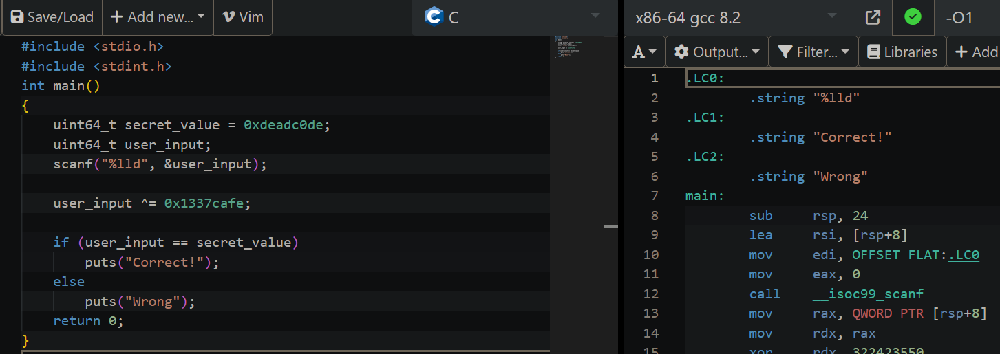 Save/Load + Add new... Vim C
#include <stdio.h>
#include <stdint.h>
int main()
{
uint64_t secret_value = 0xdeadc0de;
uint64_t user_input;
scanf("%lld", &user_input);
user_input ^= 0x1337cafe;
if (user_input == secret_value)
puts("Correct!");
else
puts("Wrong");
return 0;
}
x86-64 gcc 8.2 -O1
A Output... Filter... Libraries + Add
1 .LC0:
2 .string "%lld"
3 .LC1:
4 .string "Correct!"
5 .LC2:
6 .string "Wrong"
7 main:
8 sub rsp, 24
9 lea rsi, [rsp+8]
10 mov edi, OFFSET FLAT:.LC0
11 mov eax, 0
12 call __isoc99_scanf
13 mov rax, QWORD PTR [rsp+8]
14 mov rdx, rax
15 xor rdx, 322423550